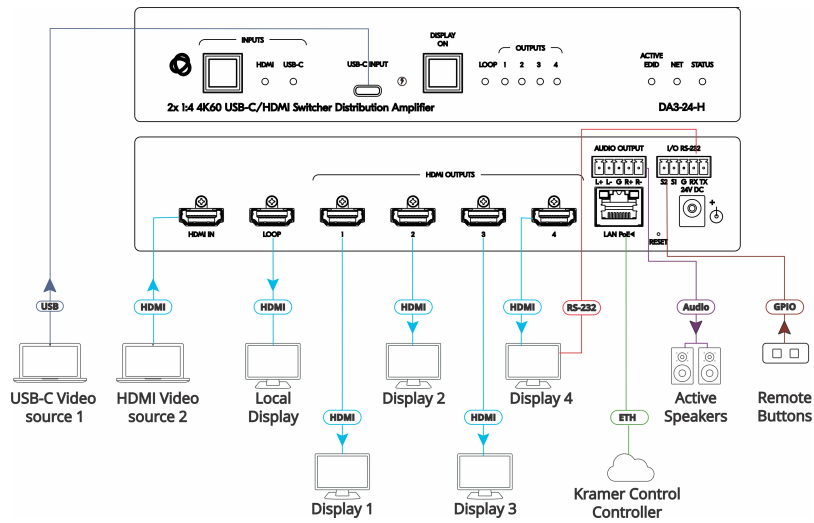 DISPLAY
ON
INPUTS
HDMI USB-C
USB-C INPUT
OUTPUTS
LOOP 1 2 3 4
ACTIVE
EDID NET STATUS
2x 1:4 4K60 USB-C/HDMI Switcher Distribution Amplifier
DA3-24-H
AUDIO OUTPUT
I/O RS-232
HDMI OUTPUTS
L+ L- G R+ R-
S2 S1 G RX TX
24V DC
HDMI IN
LOOP
1
2
3
4
LAN PoE
RESET
USB
HDMI
HDMI
HDMI
HDMI
RS-232
Audio
GPIO
USB-C Video
source 1
HDMI Video
source 2
Local
Display
Display 2
Display 4
Active
Speakers
Remote
Buttons
HDMI
HDMI
ETH
Display 1
Display 3
Kramer Control
Controller